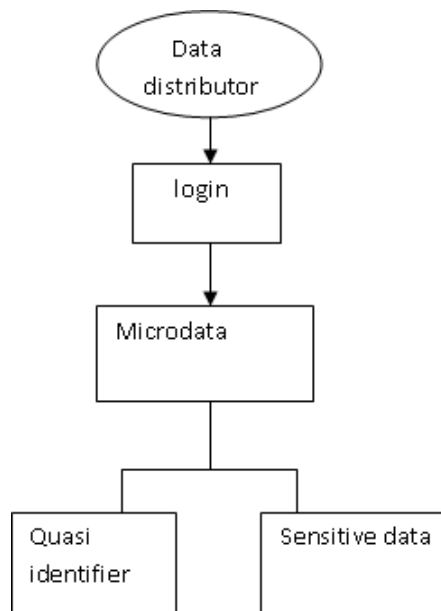 Data
distributor
login
Microdata
Quasi
identifier
Sensitive data